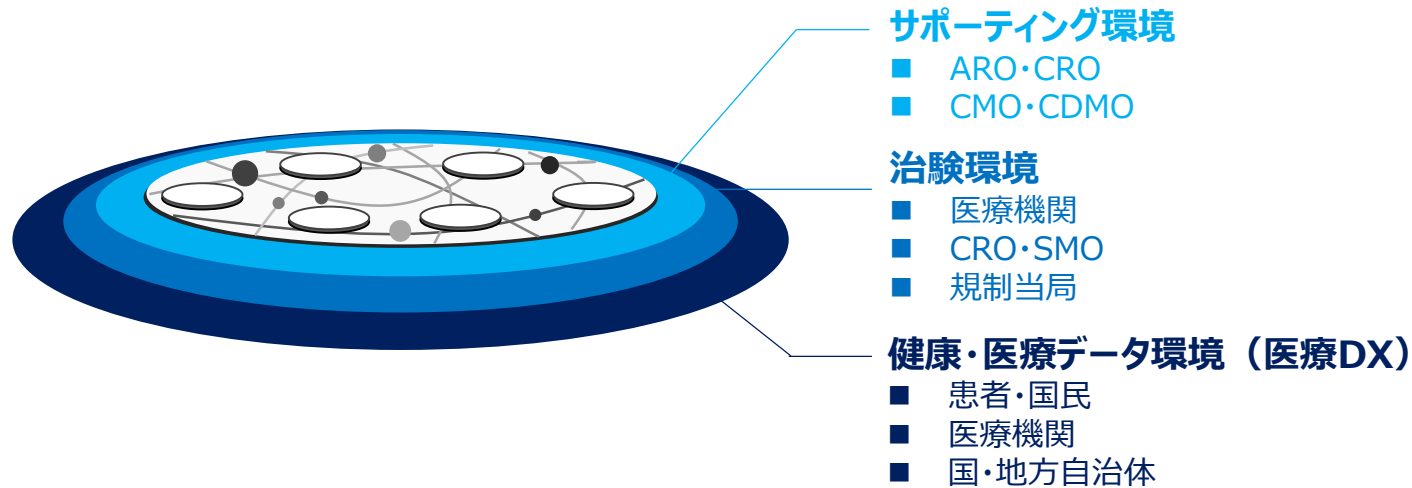 サポーティング環境
■ ARO・CRO
■ CMO・CDMO
治験環境
■ 医療機関
■ CRO・SMO
■ 規制当局
健康・医療データ環境（医療DX）
■ 患者・国民
■ 医療機関
■ 国・地方自治体